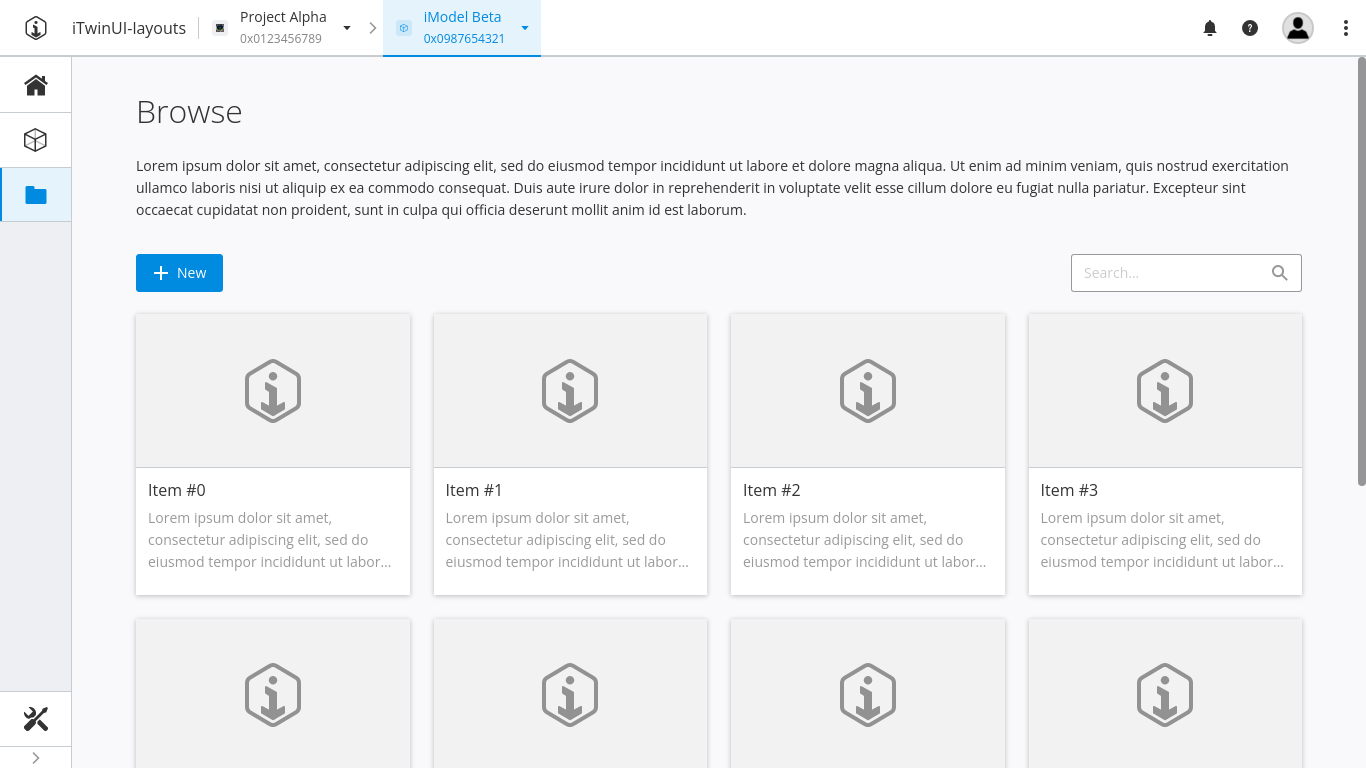 iTwinUI-layouts
Project Alpha
0x0123456789
iModel Beta
0x0987654321
Browse
Lorem ipsum dolor sit amet, consectetur adipiscing elit, sed do eiusmod tempor incididunt ut labore et dolore magna aliqua. Ut enim ad minim veniam, quis nostrud exercitation
ullamco laboris nisi ut aliquip ex ea commodo consequat. Duis aute irure dolor in reprehenderit in voluptate velit esse cillum dolore eu fugiat nulla pariatur. Excepteur sint
occaecat cupidatat non proident, sunt in culpa qui officia deserunt mollit anim id est laborum.
New
Search...
Item #0
Lorem ipsum dolor sit amet,
consectetur adipiscing elit, sed do
eiusmod tempor incididunt ut labor...
Item #1
Lorem ipsum dolor sit amet,
consectetur adipiscing elit, sed do
eiusmod tempor incididunt ut labor...
Item #2
Lorem ipsum dolor sit amet,
consectetur adipiscing elit, sed do
eiusmod tempor incididunt ut labor...
Item #3
Lorem ipsum dolor sit amet,
consectetur adipiscing elit, sed do
eiusmod tempor incididunt ut labor...